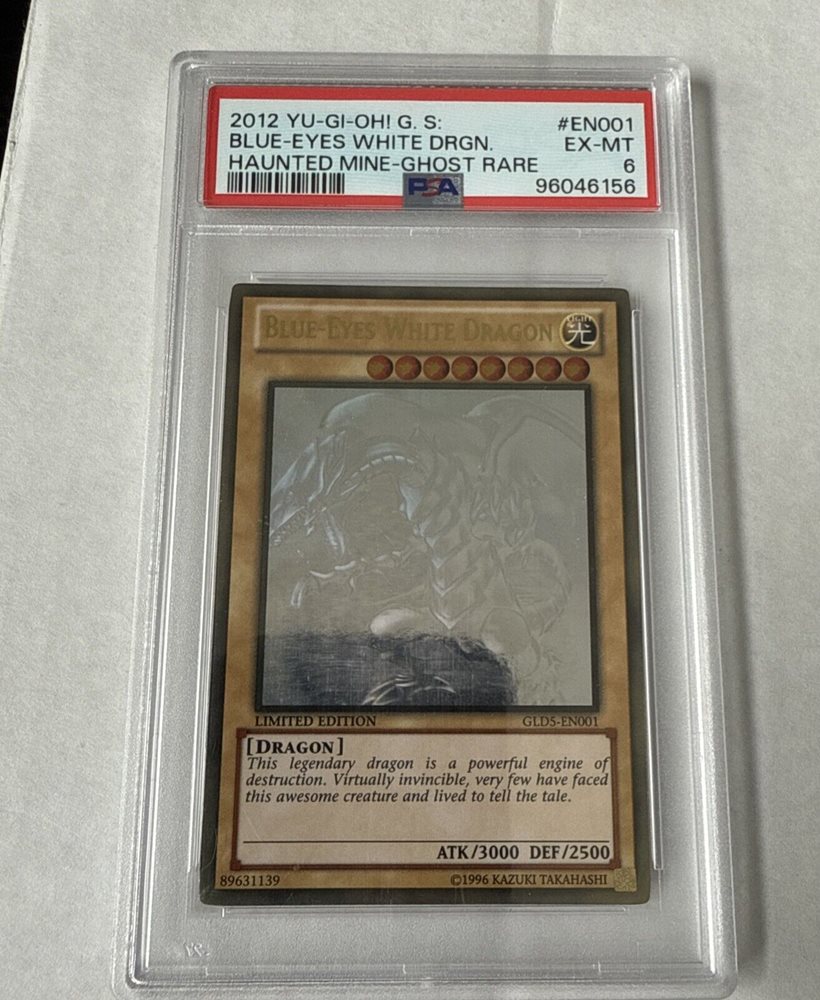 2012 YU-GI-OH! G. S: #EN001
BLUE-EYES WHITE DRGN. EX-MT
HAUNTED MINE-GHOST RARE 6
PSA 96046156
BLUE-EYES WHITE DRAGON
LIGHT
光
LIMITED EDITION GLD5-EN001
[DRAGON]
This legendary dragon is a powerful engine of
destruction. Virtually invincible, very few have faced
this awesome creature and lived to tell the tale.
ATK/3000 DEF/2500
89631139 ©1996 KAZUKI TAKAHASHI